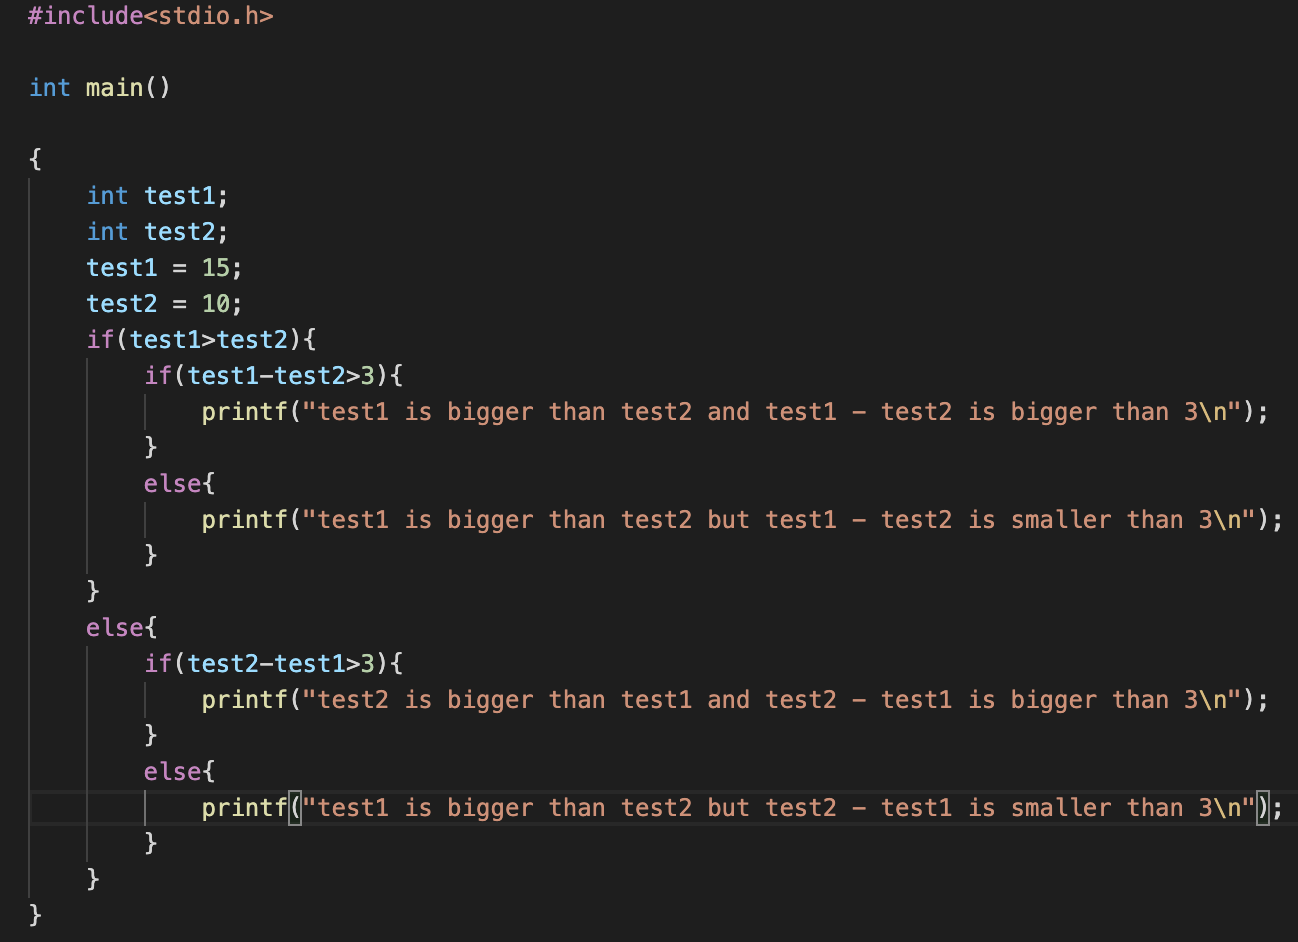 #include<stdio.h>
int main()
{
    int test1;
    int test2;
    test1 = 15;
    test2 = 10;
    if(test1>test2){
        if(test1-test2>3){
            printf("test1 is bigger than test2 and test1 - test2 is bigger than 3\n");
        }
        else{
            printf("test1 is bigger than test2 but test1 - test2 is smaller than 3\n");
        }
    }
    else{
        if(test2-test1>3){
            printf("test2 is bigger than test1 and test2 - test1 is bigger than 3\n");
        }
        else{
            printf("test1 is bigger than test2 but test2 - test1 is smaller than 3\n");
        }
    }
}